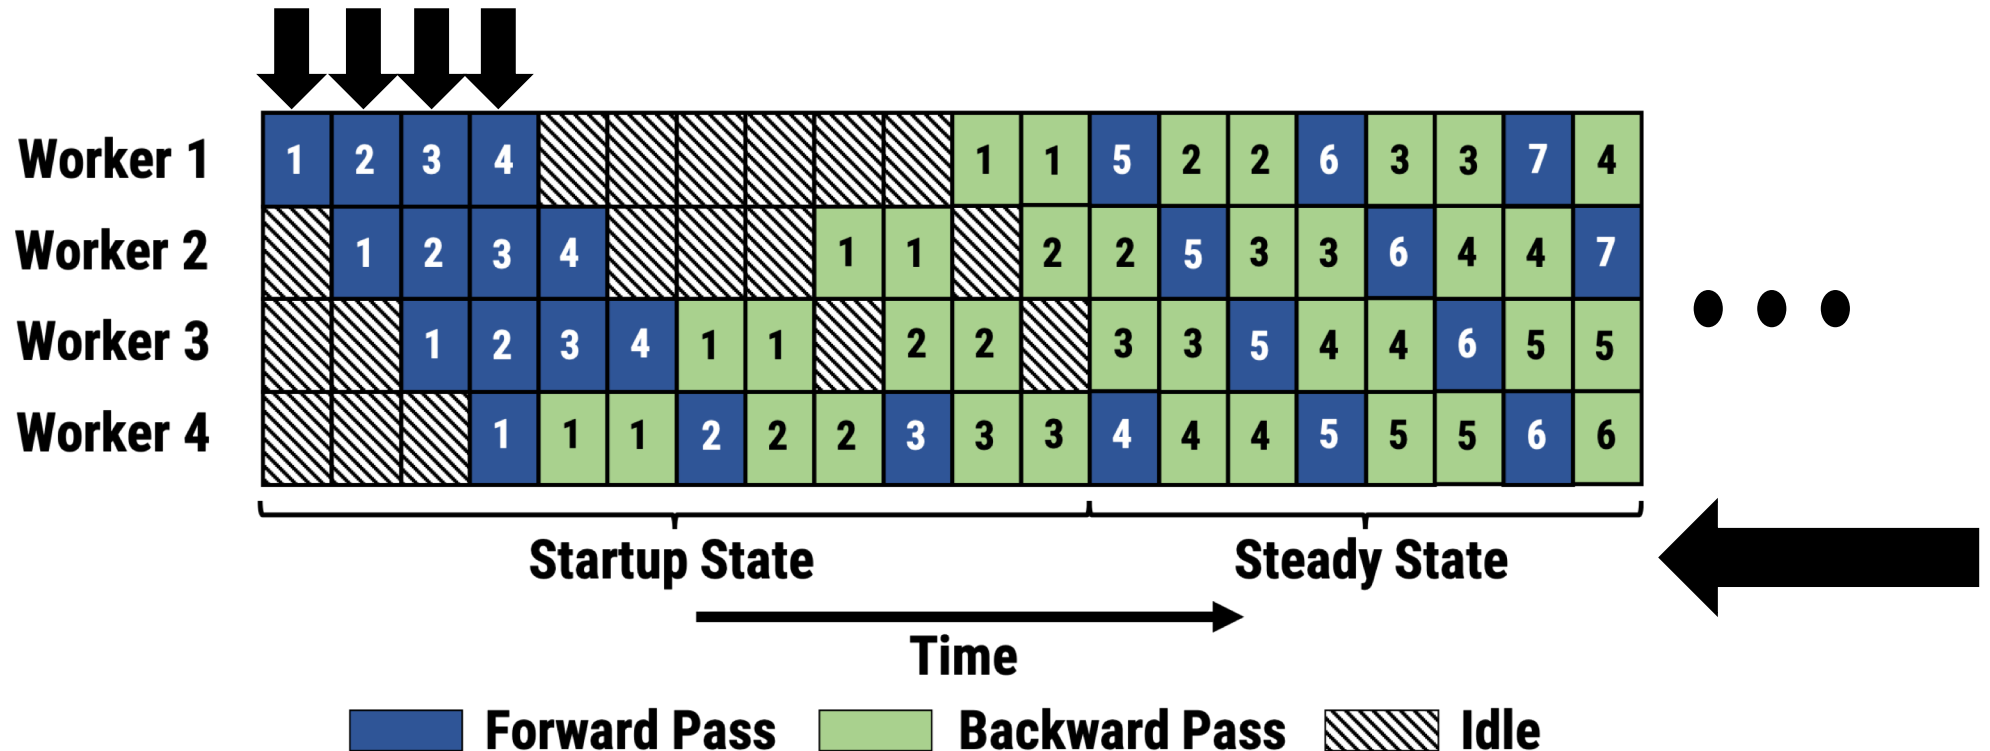 Worker 1 1 2 3 4 1 1 5 2 2 6 3 3 7 4
Worker 2 1 2 3 4 1 1 2 2 5 3 3 6 4 4 7
Worker 3 1 2 3 4 1 1 2 2 3 3 5 4 4 6 5 5
Worker 4 1 1 1 2 2 2 3 3 3 4 4 4 5 5 5 6 6
Startup State Steady State
Time
Forward Pass Backward Pass Idle